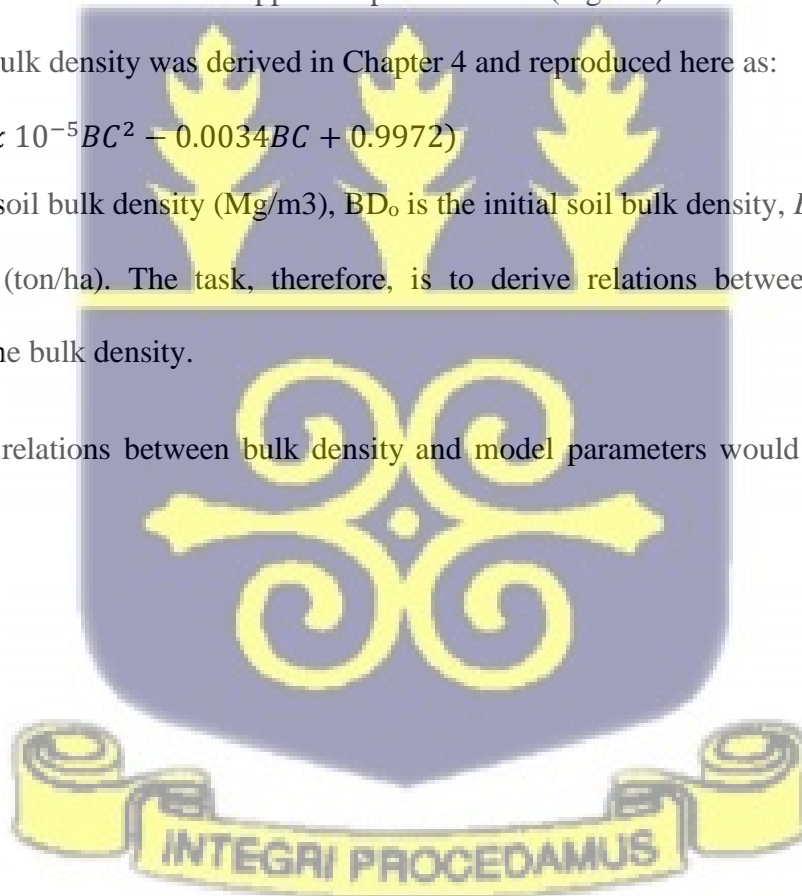 ulk density was derived in Chapter 4 and reproduced here as:
10⁻⁵BC² − 0.0034BC + 0.9972)
soil bulk density (Mg/m3), BDₒ is the initial soil bulk density,
(ton/ha). The task, therefore, is to derive relations betwee
ne bulk density.
relations between bulk density and model parameters would
INTEGRI PROCEDAMUS